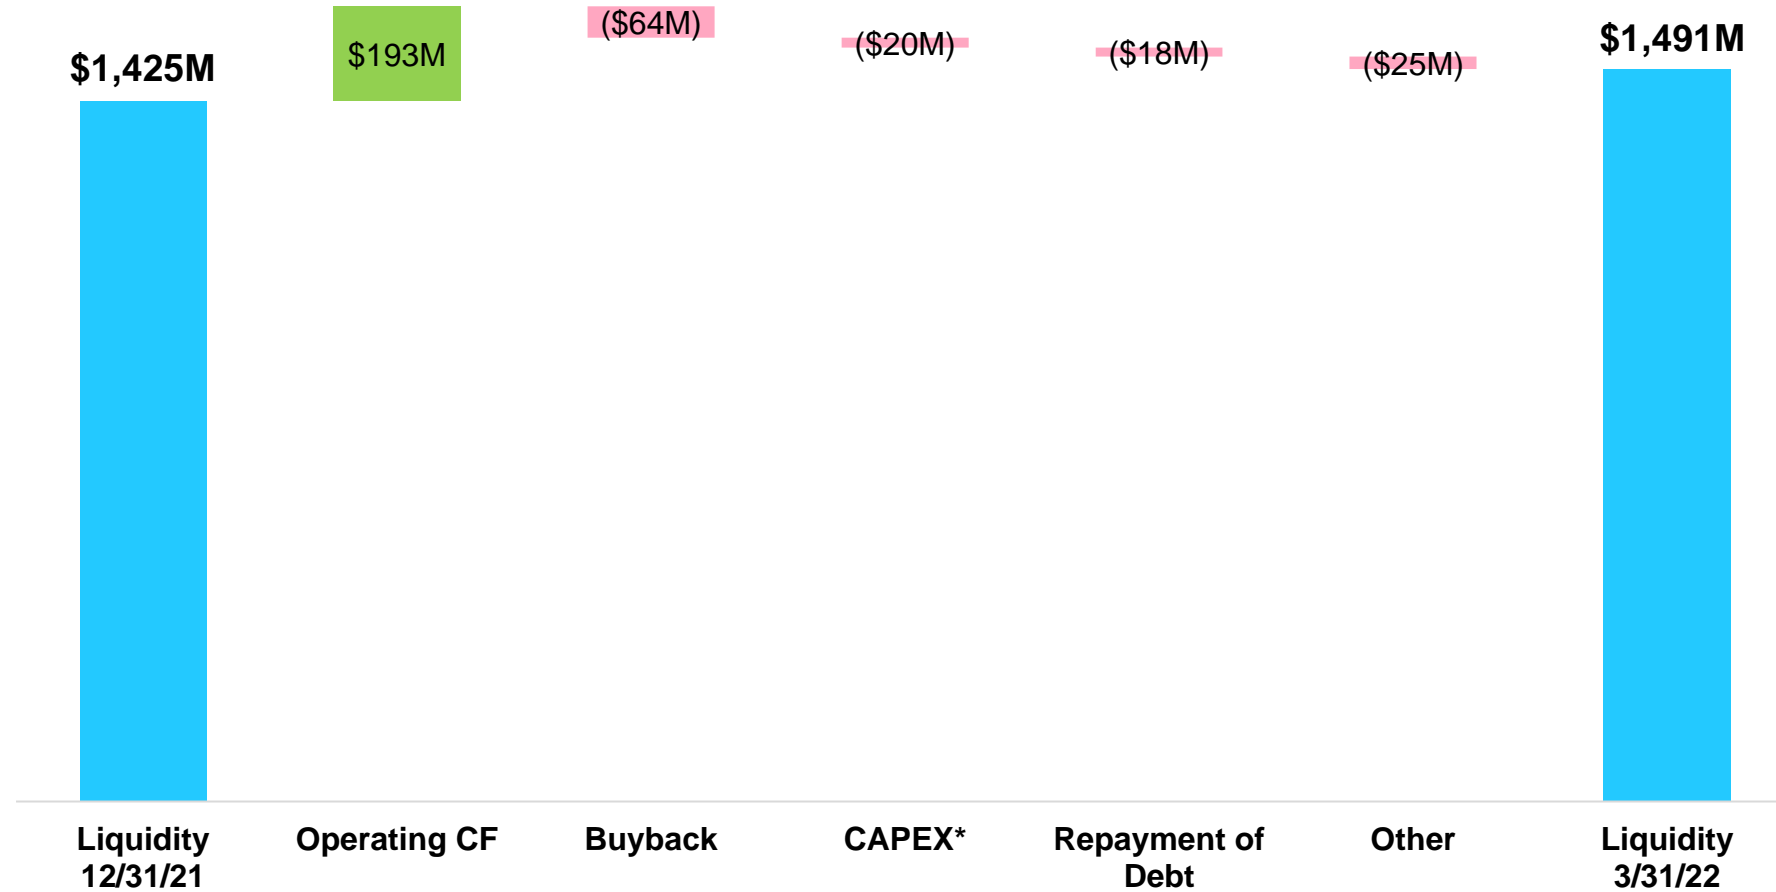 $1,425M
$193M
($64M)
($20M)
($18M)
($25M)
$1,491M
Liquidity
12/31/21
Operating CF
Buyback
CAPEX*
Repayment of
Debt
Other
Liquidity
3/31/22